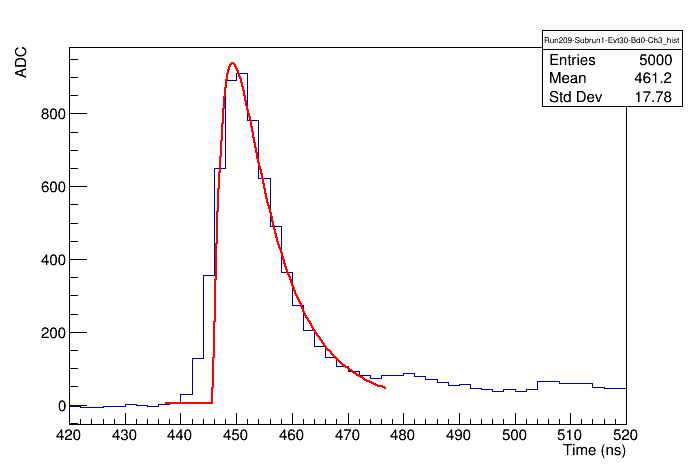 Run209-Subrun1-Evt30-Bd0-Ch3_hist
Entries 5000
Mean 461.2
Std Dev 17.78
ADC
800
600
400
200
0
420 430 440 450 460 470 480 490 500 510 520
Time (ns)